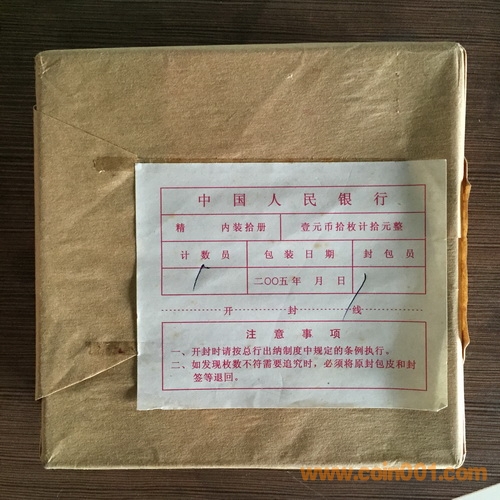 中国人民银行
精 内装拾册 壹元币拾枚计拾元整
计数员 包装日期 封包员
二〇〇五年 月 日
开 封 线
注意事项
一、开封时请按总行出纳制度中规定的条例执行。
二、如发现枚数不符需要追究时，必须将原封包皮和封
签等退回。
www.coin001.com